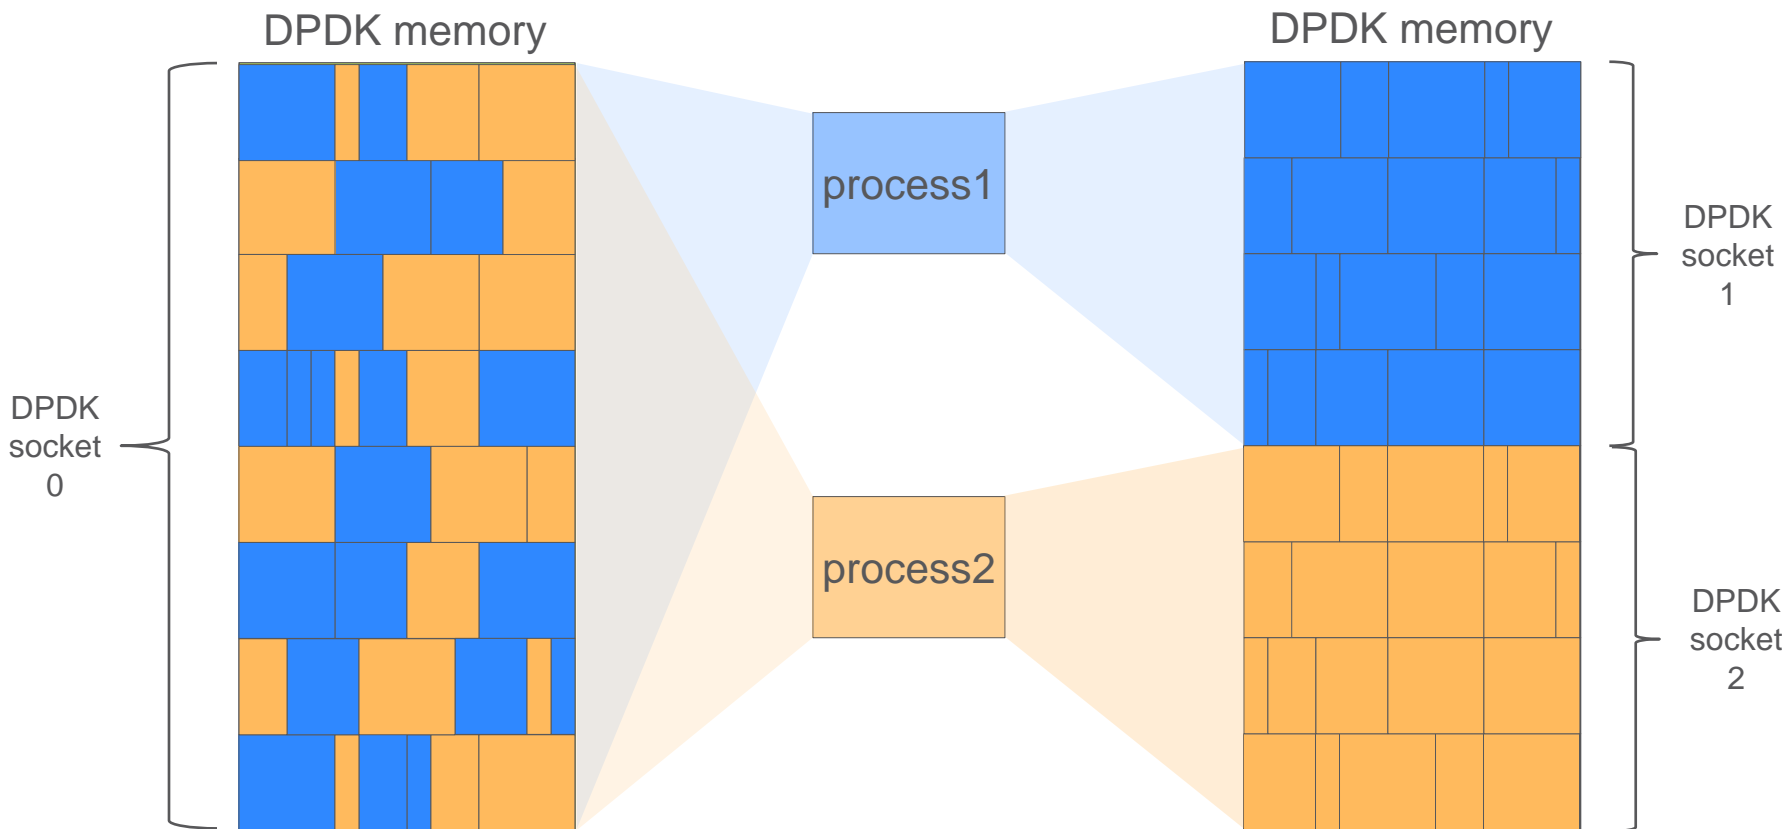 DPDK memory
DPDK memory
process1
DPDK
socket
1
DPDK
socket
0
process2
DPDK
socket
2